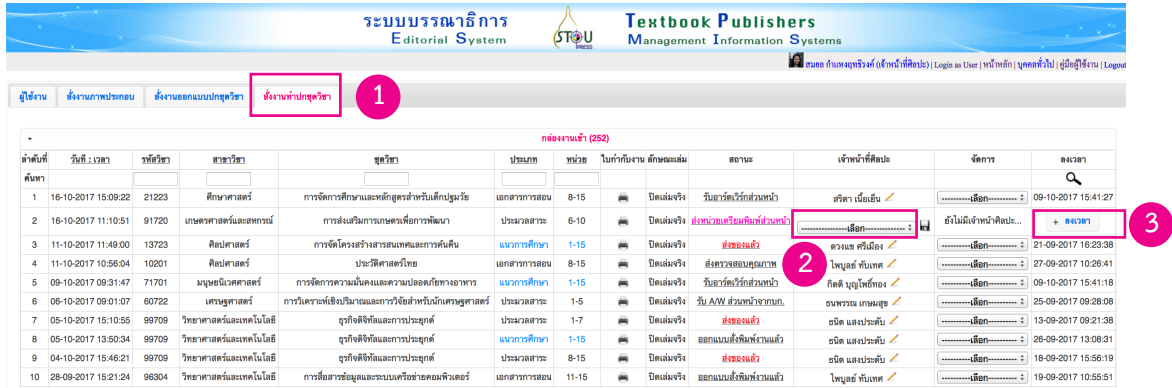 ระบบบรรณาธิการ
Editorial System
STOU
PRESS
Textbook Publishers
Management Information Systems
สมยล กำแหงฤทธิรงค์ (เจ้าหน้าที่ศิลปะ) | Login as User | หน้าหลัก | บุคคลทั่วไป | คู่มือผู้ใช้งาน | Logout
ผู้ใช้งาน สั่งงานภาพประกอบ สั่งงานออกแบบปกชุดวิชา สั่งงานทำปกชุดวิชา 1
กล่องงานเข้า (252)
ลำดับที่ วันที่ : เวลา รหัสวิชา สาขาวิชา ชุดวิชา ประเภท หน่วย ใบกำกับงาน ลักษณะเล่ม สถานะ เจ้าหน้าที่ศิลปะ จัดการ ลงเวลา
ค้นหา
1 16-10-2017 15:09:22 21223 ศึกษาศาสตร์ การจัดการศึกษาและหลักสูตรสำหรับเด็กปฐมวัย เอกสารการสอน 8-15 ปิดเล่มจริง รับอาร์ตเวิร์กส่วนหน้า สริตา เนื้อเย็น ----------เลือก---------- 09-10-2017 15:41:27
2 16-10-2017 11:10:51 91720 เกษตรศาสตร์และสหกรณ์ การส่งเสริมการเกษตรเพื่อการพัฒนา ประมวลสาระ 6-10 ปิดเล่มจริง ส่งหน่วยเตรียมพิมพ์ส่วนหน้า ----------------เลือก-------------- ยังไม่มีเจ้าหน้าศิลปะ... + ลงเวลา 3
3 11-10-2017 11:49:00 13723 ศิลปศาสตร์ การจัดโครงสร้างสารสนเทศและการค้นคืน แนวการศึกษา 1-15 ปิดเล่มจริง ส่งของแล้ว ดวงแข ศรีเมือง ----------เลือก---------- 21-09-2017 16:23:38
4 11-10-2017 10:56:04 10201 ศิลปศาสตร์ ประวัติศาสตร์ไทย เอกสารการสอน 8-15 ปิดเล่มจริง ส่งตรวจสอบคุณภาพ 2 ไพบูลย์ ทับเทศ ----------เลือก---------- 27-09-2017 10:26:41
5 09-10-2017 09:31:47 71701 มนุษยนิเวศศาสตร์ การจัดการความมั่นคงและความปลอดภัยทางอาหาร แนวการศึกษา 1-15 ปิดเล่มจริง รับอาร์ตเวิร์กส่วนหน้า กิตติ บุญโพธิ์ทอง ----------เลือก---------- 09-10-2017 15:41:18
6 06-10-2017 09:01:07 60722 เศรษฐศาสตร์ การวิเคราะห์เชิงปริมาณและการวิจัยสำหรับนักเศรษฐศาสตร์ ประมวลสาระ 1-5 ปิดเล่มจริง รับ A/W ส่วนหน้าจากบก. ธนพรรณ เกษมสุข ----------เลือก---------- 25-09-2017 09:28:08
7 05-10-2017 15:10:55 99709 วิทยาศาสตร์และเทคโนโลยี ธุรกิจดิจิทัลและการประยุกต์ ประมวลสาระ 1-7 ปิดเล่มจริง ส่งของแล้ว ธนิต แสงประดับ ----------เลือก---------- 13-09-2017 09:21:38
8 05-10-2017 13:50:34 99709 วิทยาศาสตร์และเทคโนโลยี ธุรกิจดิจิทัลและการประยุกต์ แนวการศึกษา 1-15 ปิดเล่มจริง ออกแบบสั่งพิมพ์งานแล้ว ธนิต แสงประดับ ----------เลือก---------- 26-09-2017 13:08:31
9 04-10-2017 15:46:21 99709 วิทยาศาสตร์และเทคโนโลยี ธุรกิจดิจิทัลและการประยุกต์ ประมวลสาระ 8-15 ปิดเล่มจริง ส่งของแล้ว ธนิต แสงประดับ ----------เลือก---------- 18-09-2017 15:56:19
10 28-09-2017 15:21:24 96304 วิทยาศาสตร์และเทคโนโลยี การสื่อสารข้อมูลและระบบเครือข่ายคอมพิวเตอร์ เอกสารการสอน 11-15 ปิดเล่มจริง ออกแบบสั่งพิมพ์งานแล้ว ไพบูลย์ ทับเทศ ----------เลือก---------- 19-09-2017 10:55:51